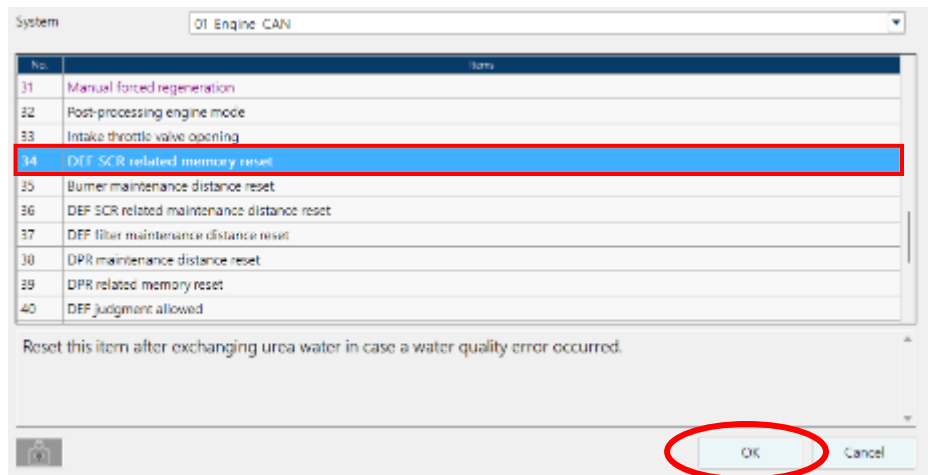 System 01 Engine CAN
No. Items
31 Manual forced regeneration
32 Post-processing engine mode
33 Intake throttle valve opening
34 DEF SCR related memory reset
35 Burner maintenance distance reset
36 DEF SCR related maintenance distance reset
37 DEF filter maintenance distance reset
38 DPR maintenance distance reset
39 DPR related memory reset
40 DEF judgment allowed
Reset this item after exchanging urea water in case a water quality error occurred.
OK Cancel